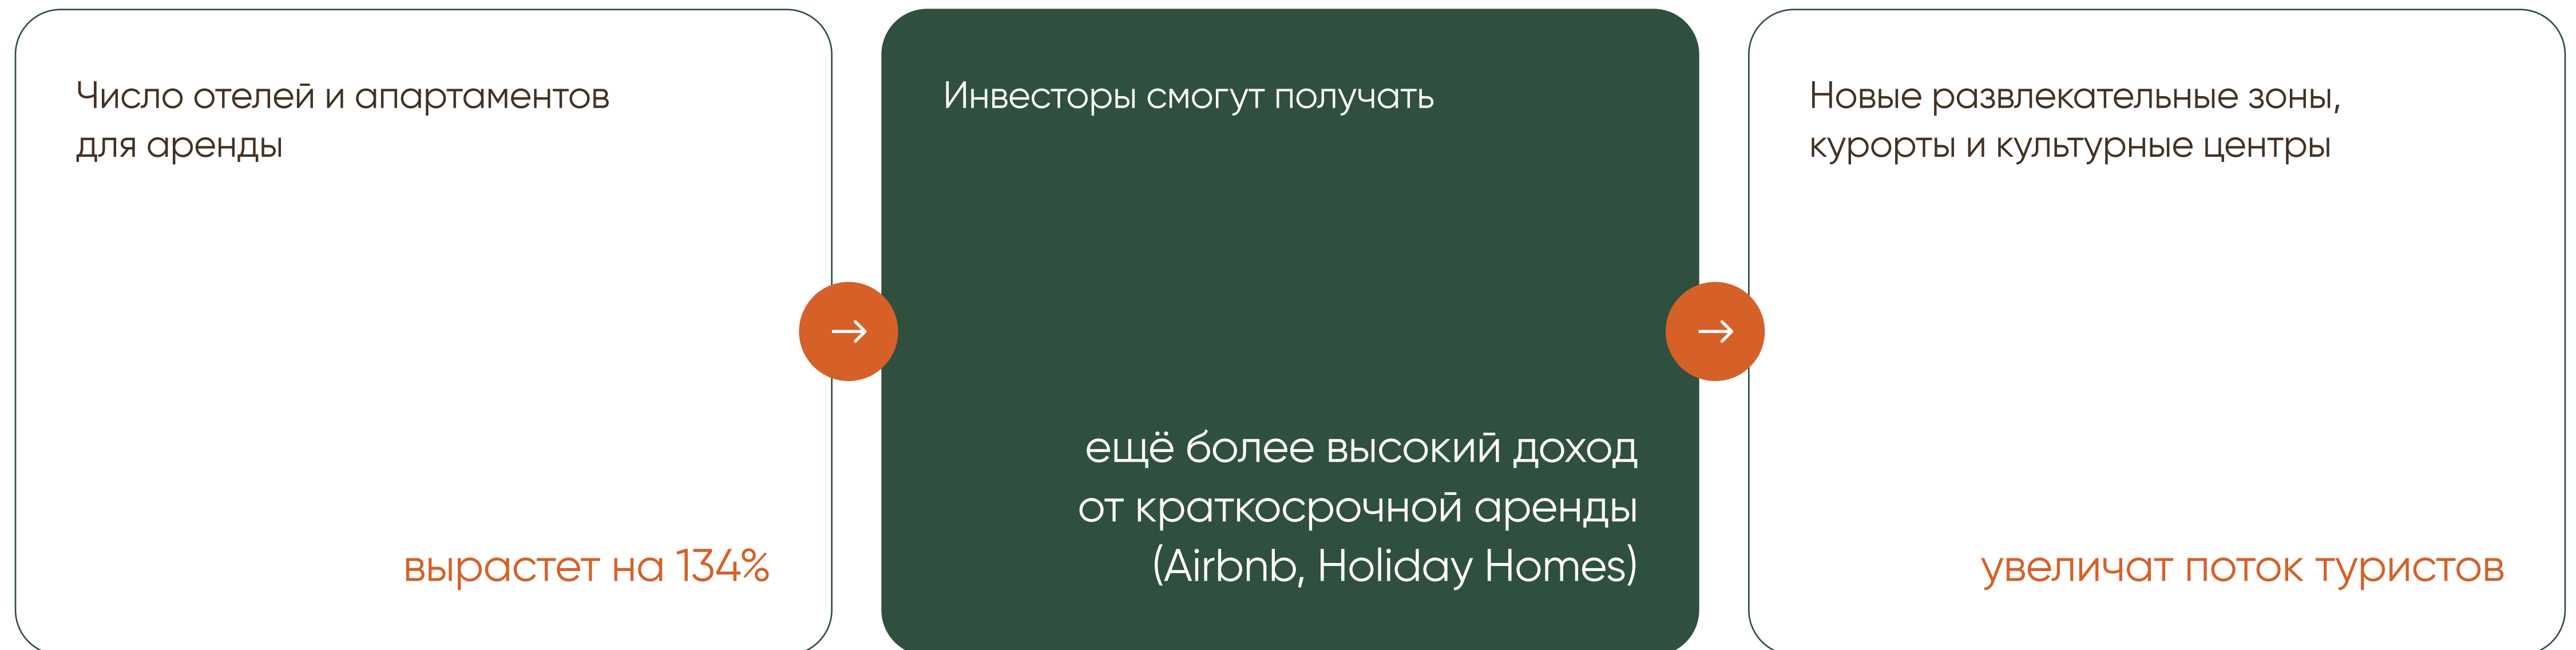 Число отелей и апартаментов
для аренды
вырастет на 134%
Инвесторы смогут получать
ещё более высокий доход
от краткосрочной аренды
(Airbnb, Holiday Homes)
Новые развлекательные зоны,
курорты и культурные центры
увеличат поток туристов